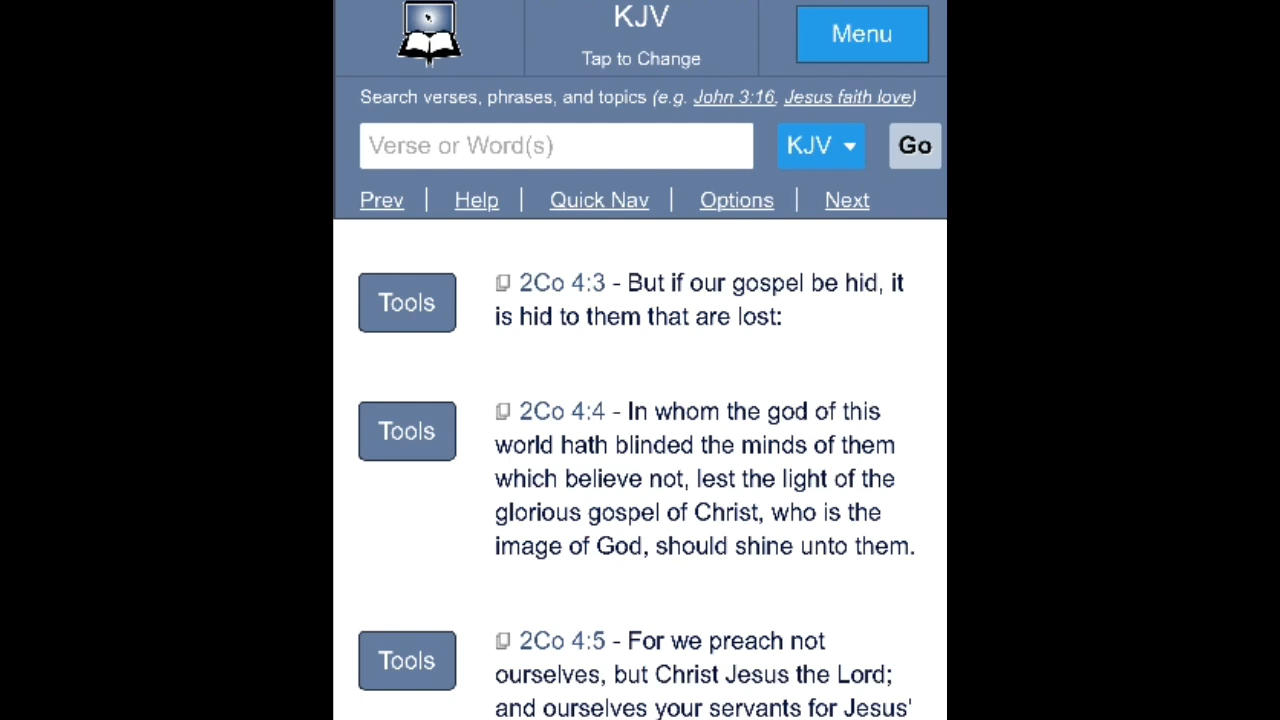 KJV
Tap to Change
Menu
Search verses, phrases, and topics (e.g. John 3:16, Jesus faith love)
Verse or Word(s)
KJV
Go
Prev | Help | Quick Nav | Options | Next
Tools
2Co 4:3 - But if our gospel be hid, it
is hid to them that are lost:
Tools
2Co 4:4 - In whom the god of this
world hath blinded the minds of them
which believe not, lest the light of the
glorious gospel of Christ, who is the
image of God, should shine unto them.
Tools
2Co 4:5 - For we preach not
ourselves, but Christ Jesus the Lord;
and ourselves your servants for Jesus'